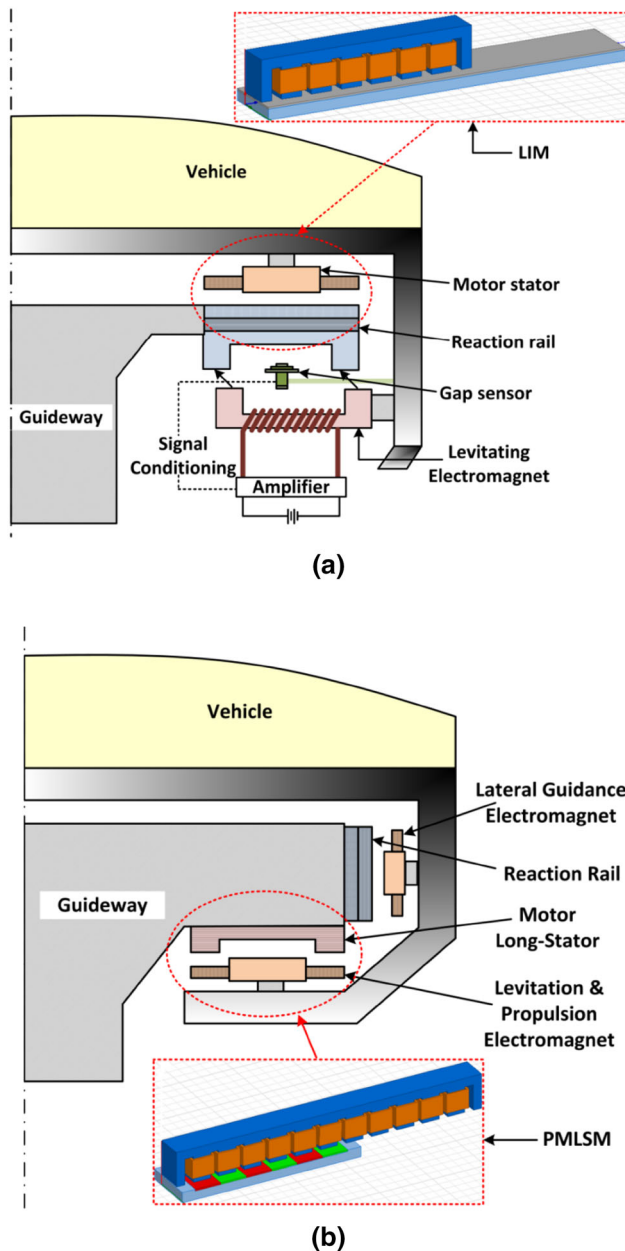 LIM
Vehicle
Motor stator
Reaction rail
Gap sensor
Guideway
Signal
Conditioning
Levitating
Electromagnet
Amplifier
(a)
Vehicle
Lateral Guidance
Electromagnet
Reaction Rail
Guideway
Motor
Long-Stator
Levitation &
Propulsion
Electromagnet
PMLSM
(b)